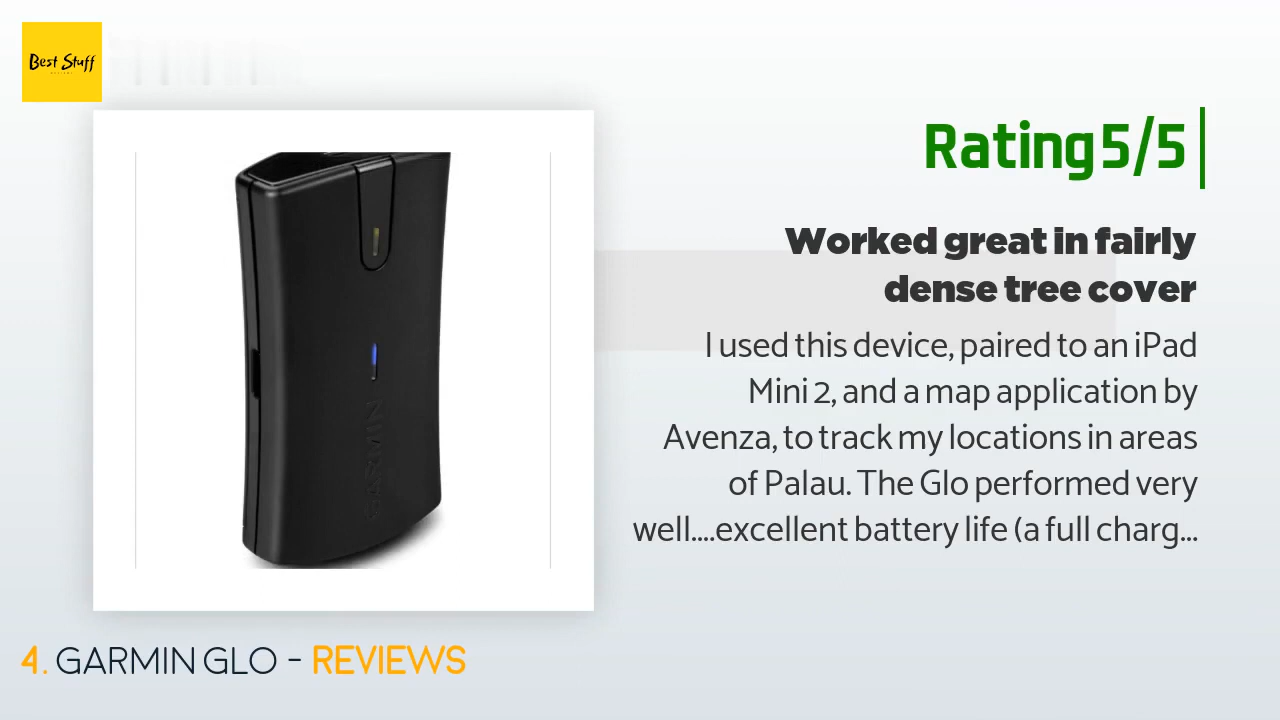 Best Stuff
Rating 5/5
Worked great in fairly
dense tree cover
I used this device, paired to an iPad
Mini 2, and a map application by
Avenza, to track my locations in areas
of Palau. The Glo performed very
well....excellent battery life (a full charg...
GARMIN
4. GARMIN GLO - REVIEWS